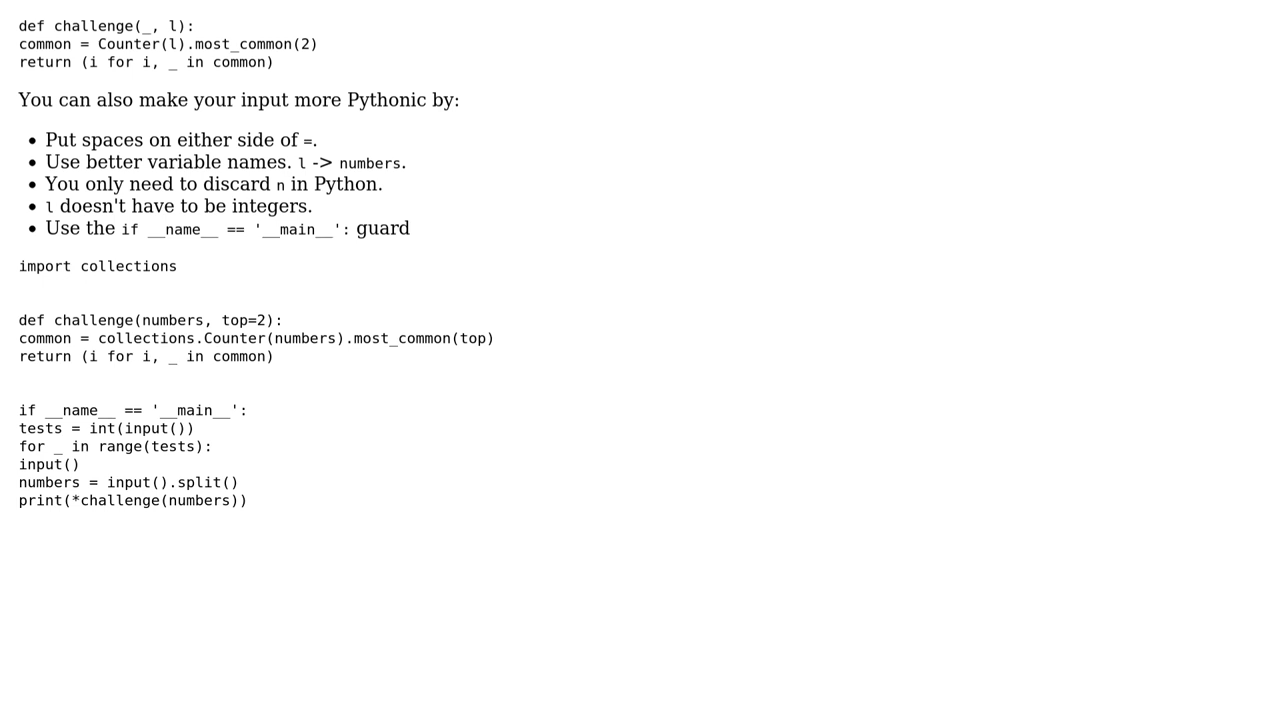 def challenge(_, l):
common = Counter(l).most_common(2)
return (i for i, _ in common)
You can also make your input more Pythonic by:
• Put spaces on either side of =.
• Use better variable names. l -> numbers.
• You only need to discard n in Python.
• l doesn't have to be integers.
• Use the if __name__ == '__main__': guard
import collections
def challenge(numbers, top=2):
common = collections.Counter(numbers).most_common(top)
return (i for i, _ in common)
if __name__ == '__main__':
tests = int(input())
for _ in range(tests):
input()
numbers = input().split()
print(*challenge(numbers))